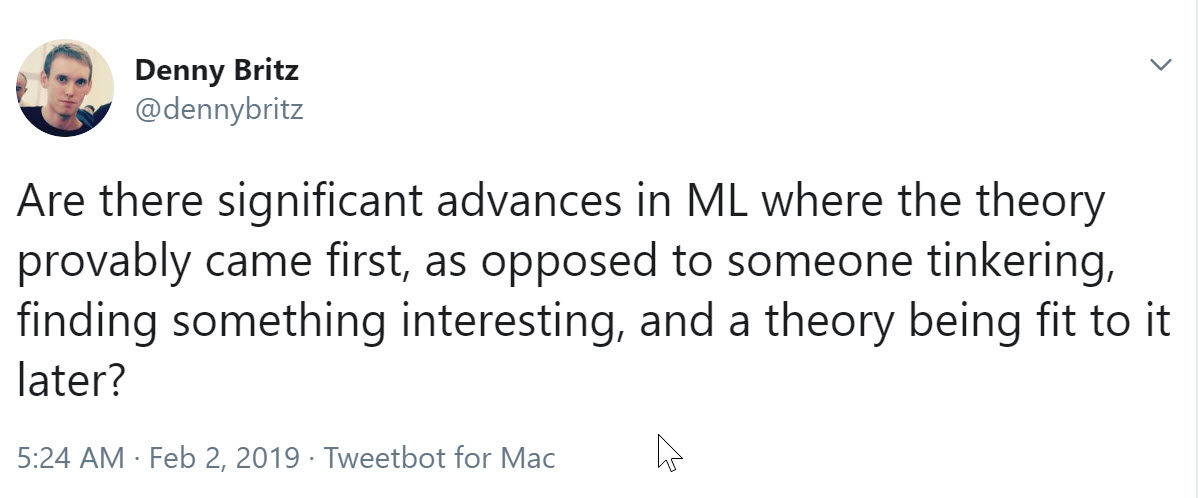 Denny Britz
@dennybritz
Are there significant advances in ML where the theory
provably came first, as opposed to someone tinkering,
finding something interesting, and a theory being fit to it
later?
5:24 AM · Feb 2, 2019 · Tweetbot for Mac